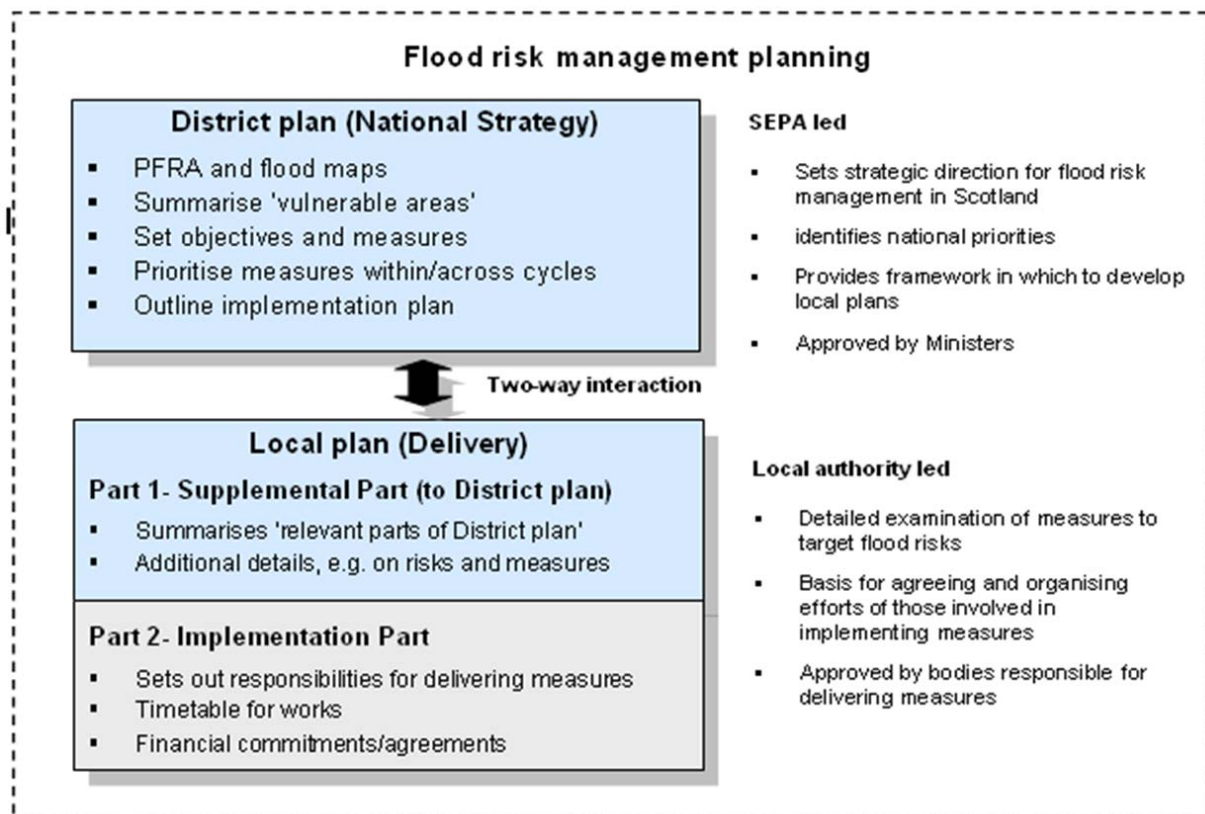 Flood risk management planning
District plan (National Strategy)
▪ PFRA and flood maps
▪ Summarise 'vulnerable areas'
▪ Set objectives and measures
▪ Prioritise measures within/across cycles
▪ Outline implementation plan
SEPA led
▪ Sets strategic direction for flood risk
management in Scotland
▪ identifies national priorities
▪ Provides framework in which to develop
local plans
▪ Approved by Ministers
Two-way interaction
Local plan (Delivery)
Part 1- Supplemental Part (to District plan)
▪ Summarises 'relevant parts of District plan'
▪ Additional details, e.g. on risks and measures
Part 2- Implementation Part
▪ Sets out responsibilities for delivering measures
▪ Timetable for works
▪ Financial commitments/agreements
Local authority led
▪ Detailed examination of measures to
target flood risks
▪ Basis for agreeing and organising
efforts of those involved in
implementing measures
▪ Approved by bodies responsible for
delivering measures